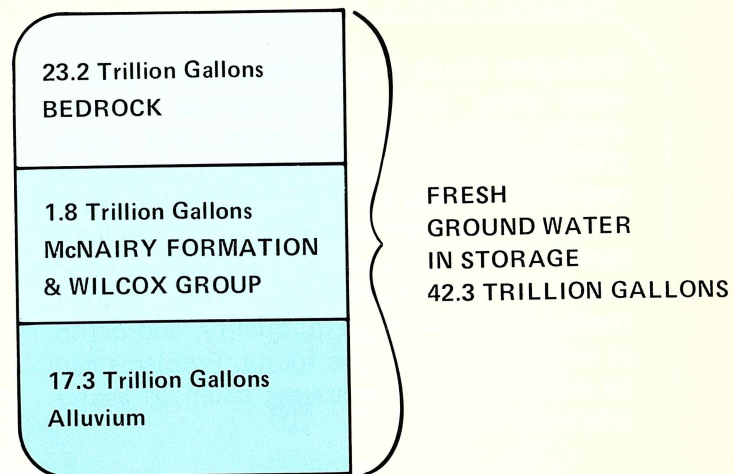 23.2 Trillion Gallons
BEDROCK
1.8 Trillion Gallons
McNAIRY FORMATION
& WILCOX GROUP
17.3 Trillion Gallons
Alluvium
FRESH
GROUND WATER
IN STORAGE
42.3 TRILLION GALLONS